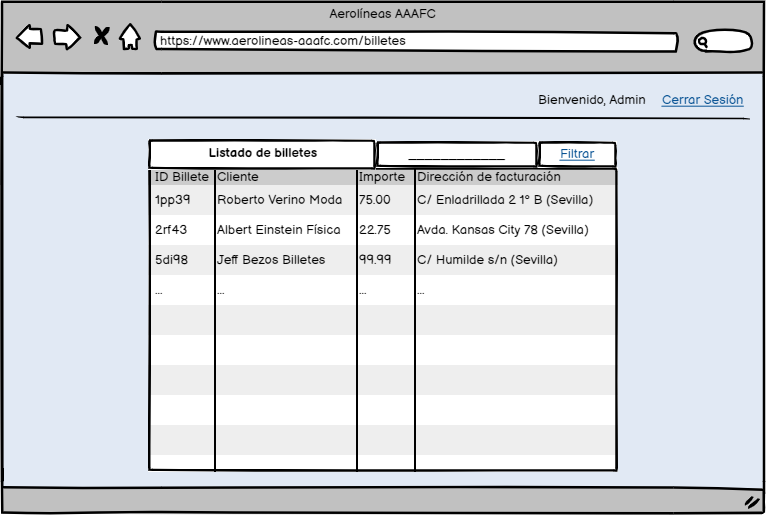 Aerolíneas AAAFC
https://www.aerolineas-aaafc.com/billetes
Bienvenido, Admin Cerrar Sesión
Listado de billetes ____________ Filtrar
ID Billete Cliente Importe Dirección de facturación
1pp39 Roberto Verino Moda 75.00 C/ Enladrillada 2 1º B (Sevilla)
2rf43 Albert Einstein Física 22.75 Avda. Kansas City 78 (Sevilla)
5di98 Jeff Bezos Billetes 99.99 C/ Humilde s/n (Sevilla)
... ... ... ...